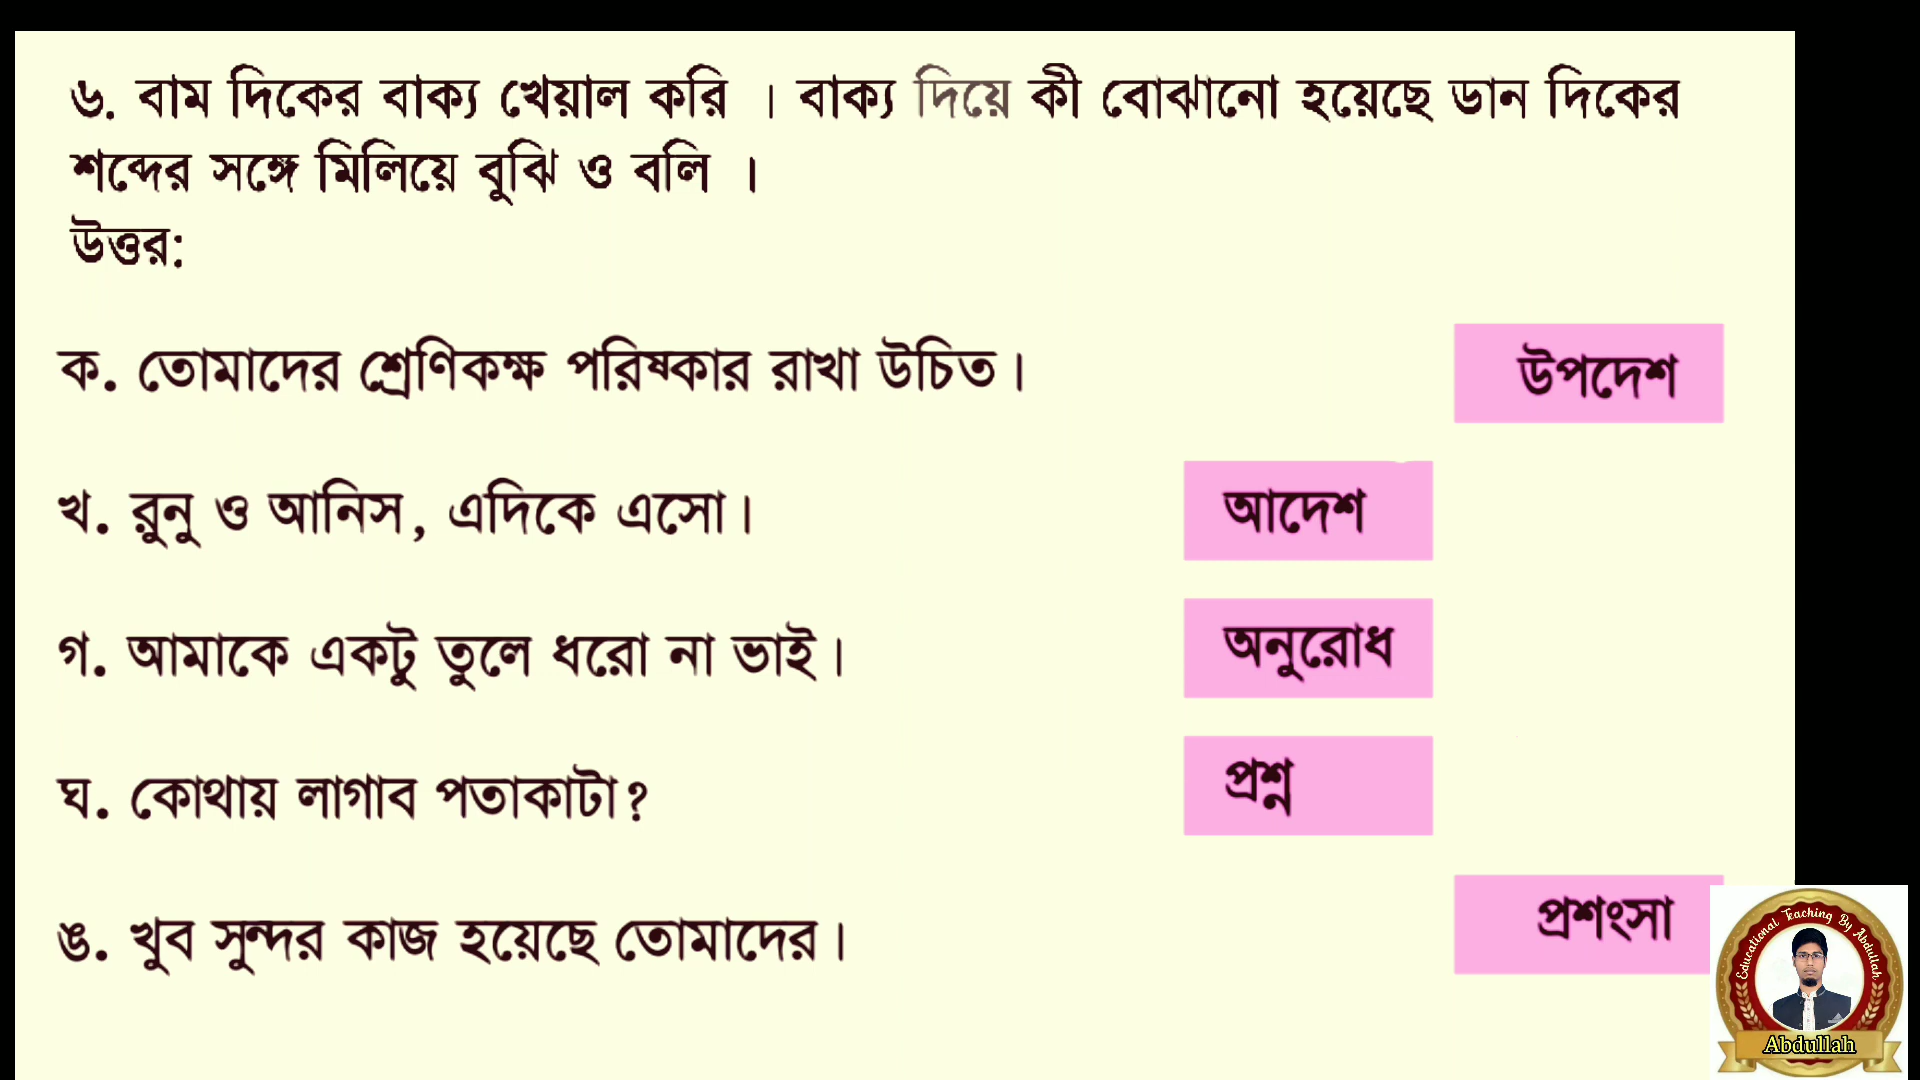 ৬. বাম দিকের বাক্য খেয়াল করি । বাক্য দিয়ে কী বোঝানো হয়েছে ডান দিকের
শব্দের সঙ্গে মিলিয়ে বুঝি ও বলি ।
উত্তর:
ক. তোমাদের শ্রেণিকক্ষ পরিষ্কার রাখা উচিত। উপদেশ
খ. রুনু ও আনিস, এদিকে এসো। আদেশ
গ. আমাকে একটু তুলে ধরো না ভাই। অনুরোধ
ঘ. কোথায় লাগাব পতাকাটা? প্রশ্ন
ঙ. খুব সুন্দর কাজ হয়েছে তোমাদের। প্রশংসা
Educational Teaching By Abdullah
Abdullah